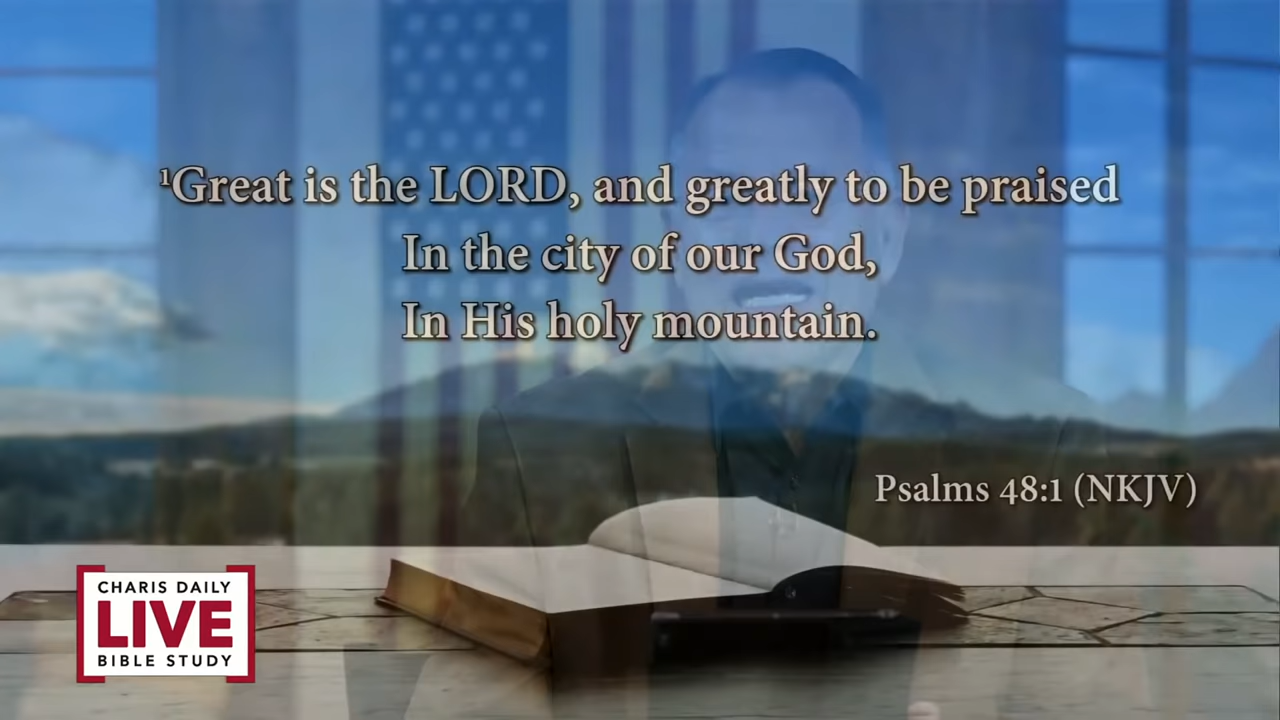 ¹Great is the LORD, and greatly to be praised
In the city of our God,
In His holy mountain.
Psalms 48:1 (NKJV)
CHARIS DAILY
LIVE
BIBLE STUDY